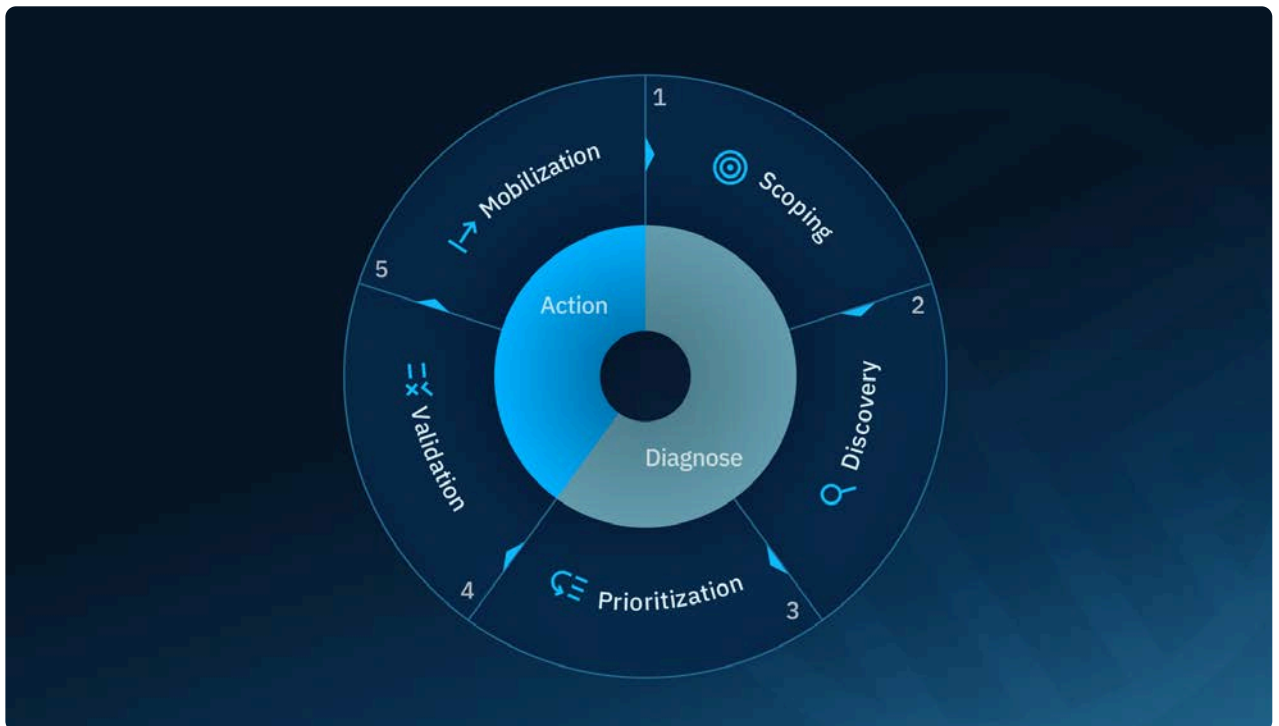 1
Scoping
2
Discovery
3
Prioritization
4
Validation
5
Mobilization
Action
Diagnose